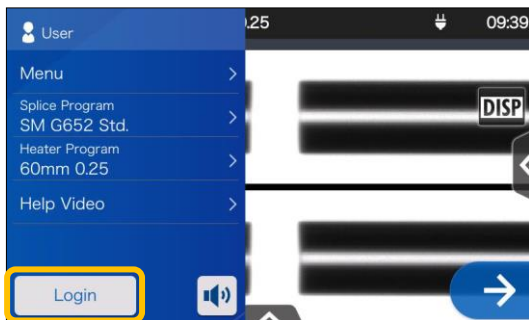 User
.25
09:39
Menu
Splice Program
SM G652 Std.
Heater Program
60mm 0.25
Help Video
DISP
Login